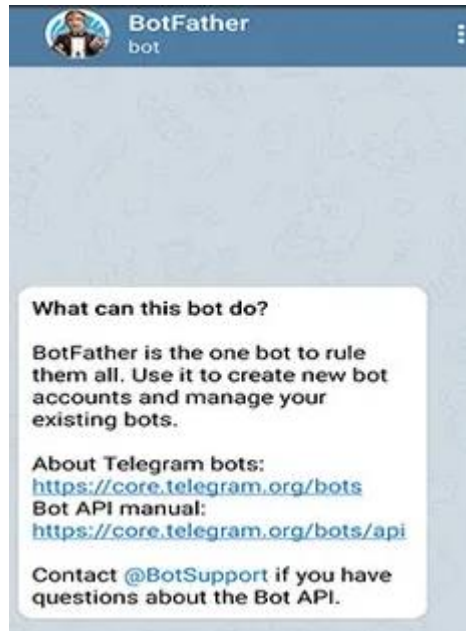 BotFather
bot
What can this bot do?
BotFather is the one bot to rule
them all. Use it to create new bot
accounts and manage your
existing bots.
About Telegram bots:
https://core.telegram.org/bots
Bot API manual:
https://core.telegram.org/bots/api
Contact @BotSupport if you have
questions about the Bot API.